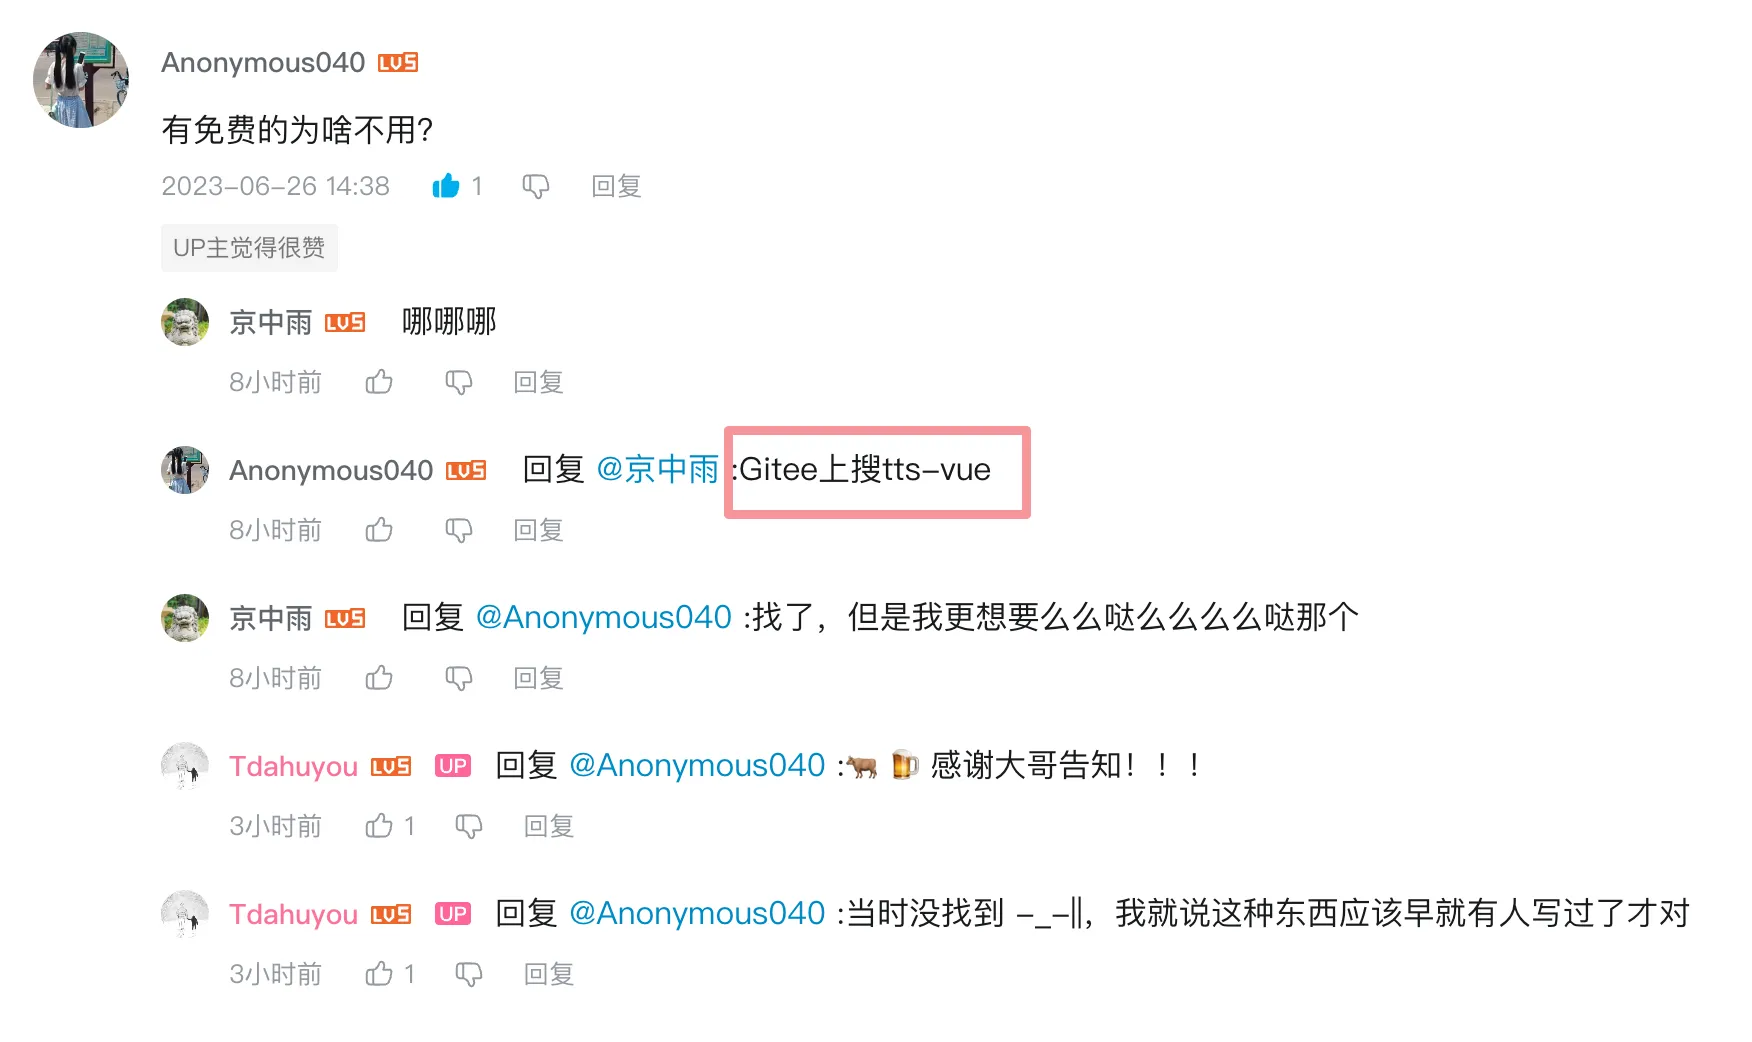 Anonymous040 LV5
有免费的为啥不用?
2023-06-26 14:38 1 回复
UP主觉得很赞
京中雨 LV5 哪哪哪
8小时前 回复
Anonymous040 LV5 回复 @京中雨 :Gitee上搜tts-vue
8小时前 回复
京中雨 LV5 回复 @Anonymous040 :找了，但是我更想要么么哒么么么么哒那个
8小时前 回复
Tdahuyou LV5 UP 回复 @Anonymous040 :🐂 🍺 感谢大哥告知！！！
3小时前 1 回复
Tdahuyou LV5 UP 回复 @Anonymous040 :当时没找到 -_-||，我就说这种东西应该早就有人写过了才对
3小时前 1 回复